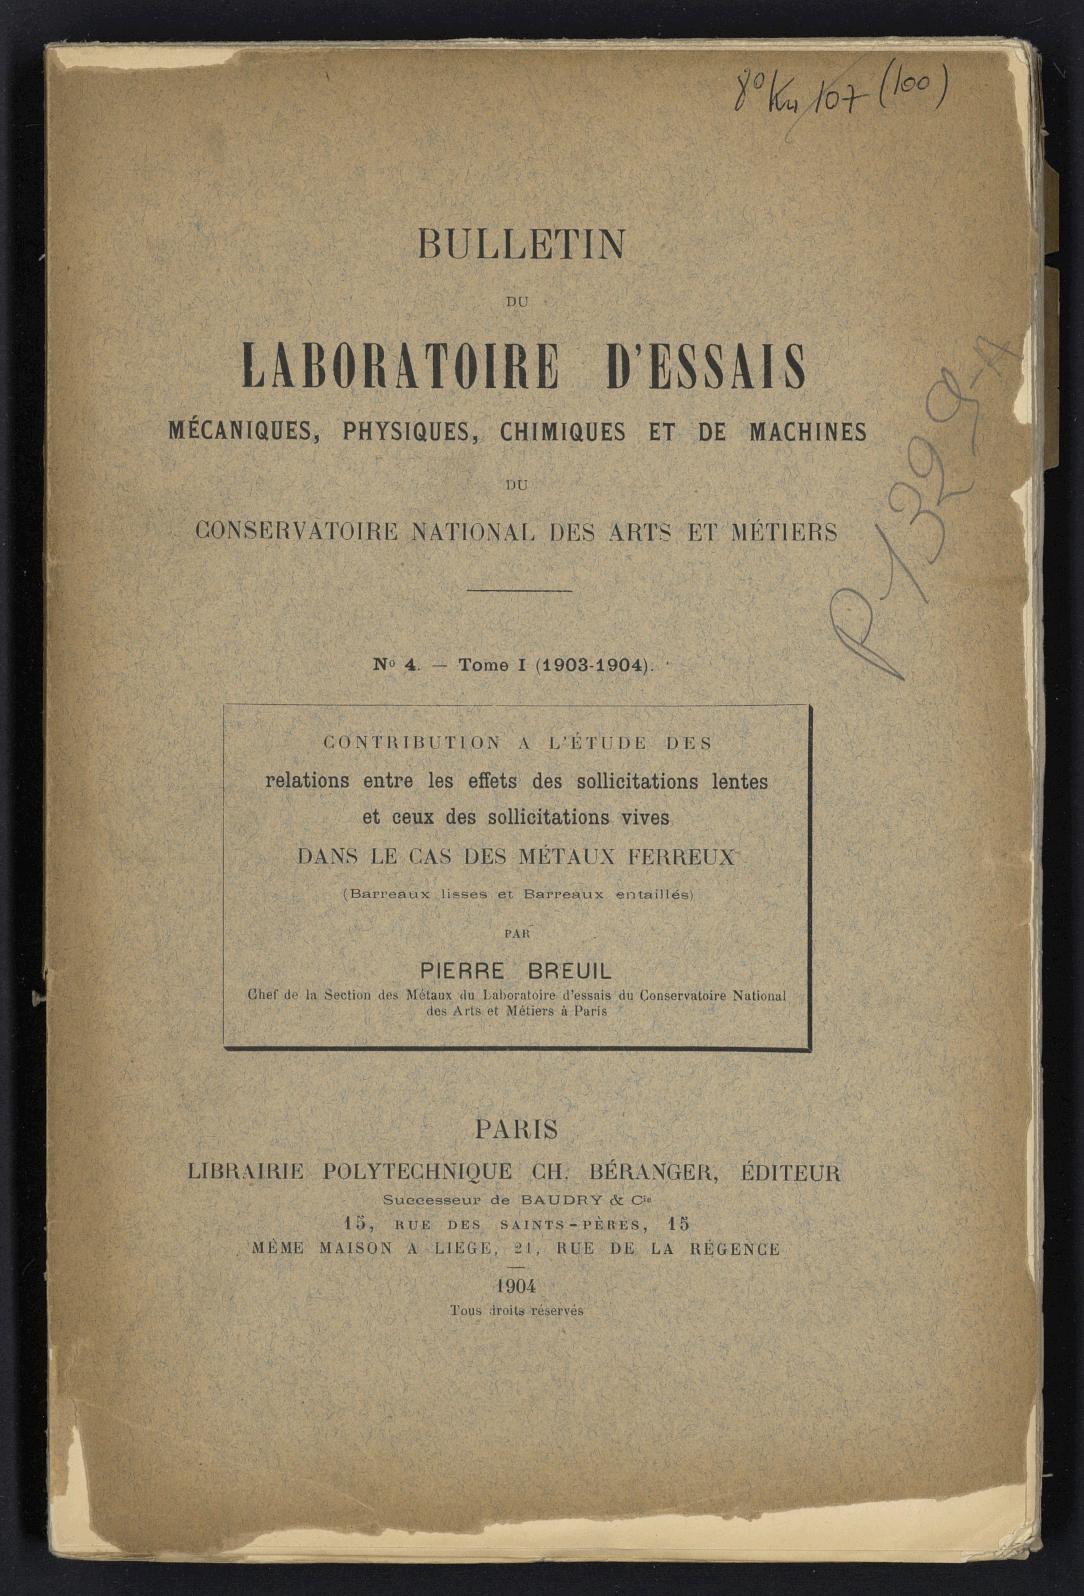 8° Ku 107 (100)
BULLETIN
DU
LABORATOIRE D'ESSAIS
MÉCANIQUES, PHYSIQUES, CHIMIQUES ET DE MACHINES
DU
CONSERVATOIRE NATIONAL DES ARTS ET MÉTIERS
P 1329-A
Nº 4. — Tome I (1903-1904).
CONTRIBUTION A L'ÉTUDE DES
relations entre les effets des sollicitations lentes
et ceux des sollicitations vives
DANS LE CAS DES MÉTAUX FERREUX
(Barreaux lisses et Barreaux entaillés)
PAR
PIERRE BREUIL
Chef de la Section des Métaux du Laboratoire d'essais du Conservatoire National
des Arts et Métiers à Paris
PARIS
LIBRAIRIE POLYTECHNIQUE CH. BÉRANGER, ÉDITEUR
Successeur de BAUDRY & Cie
15, RUE DES SAINTS-PÈRES, 15
MÊME MAISON A LIEGE, 21, RUE DE LA RÉGENCE
1904
Tous droits réservés